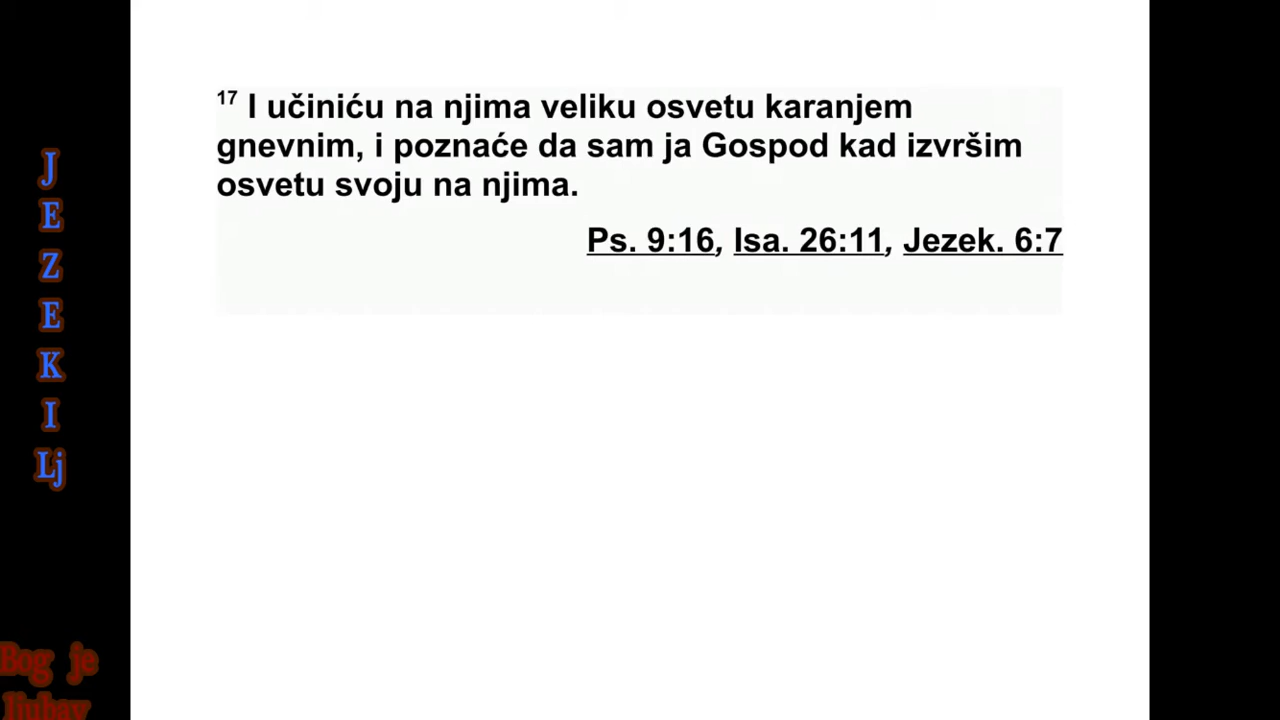 17 I učiniću na njima veliku osvetu karanjem
gnevnim, i poznaće da sam ja Gospod kad izvršim
osvetu svoju na njima.
Ps. 9:16, Isa. 26:11, Jezek. 6:7
J
E
Z
E
K
I
Lj
Bog je
ljubav